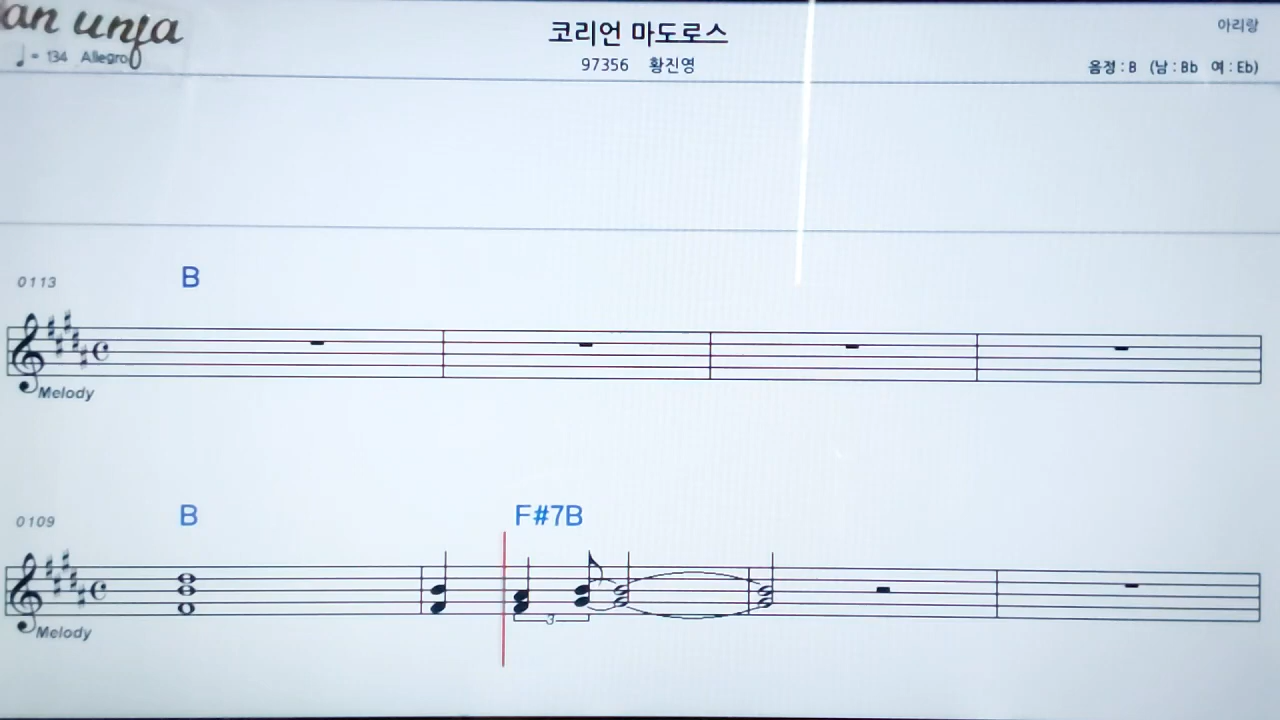 코리언 마도로스
아리랑
♩= 134 Allegro
97356 황진영
음정 : B (남 : Bb 여 : Eb)
0113 B
Melody
0109 B F#7B
3
Melody